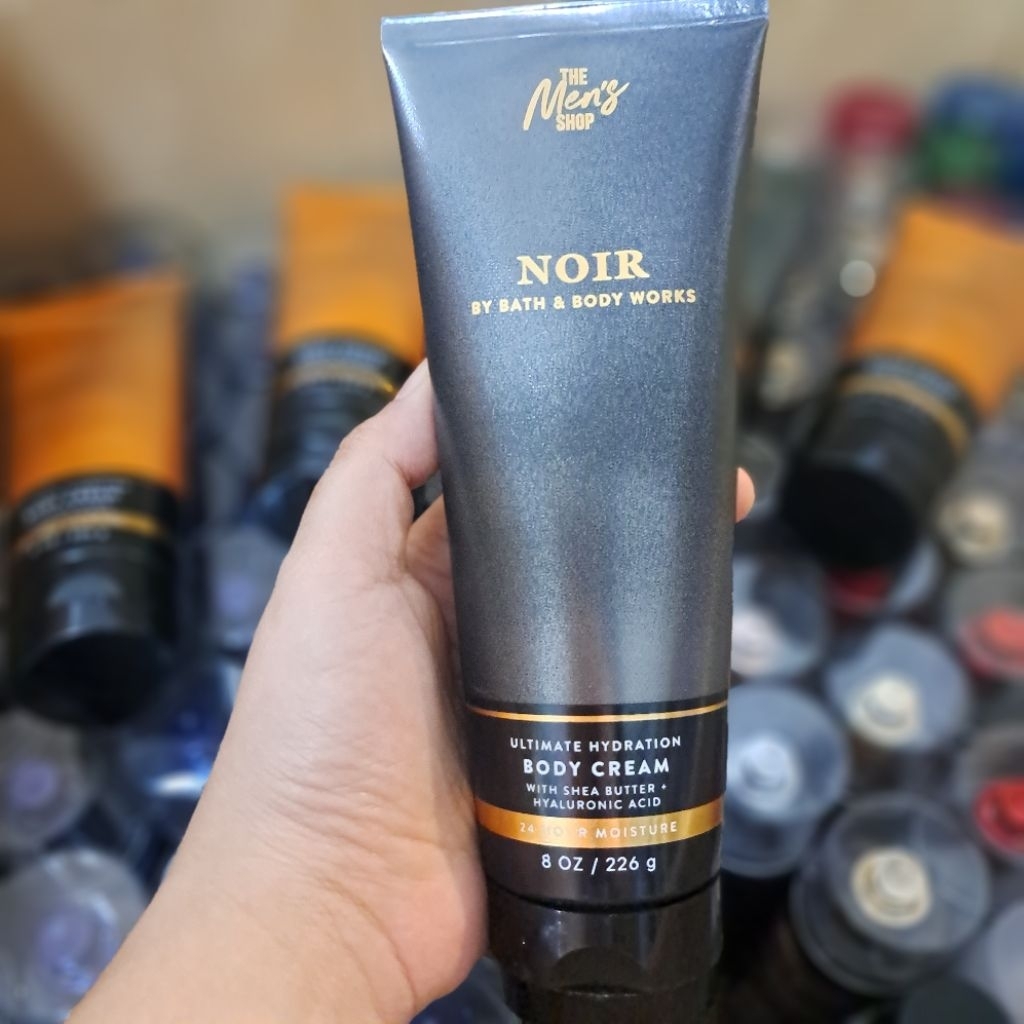 THE
Men's
SHOP
NOIR
BY BATH & BODY WORKS
ULTIMATE HYDRATION
BODY CREAM
WITH SHEA BUTTER +
HYALURONIC ACID
24 HOUR MOISTURE
8 OZ / 226 g